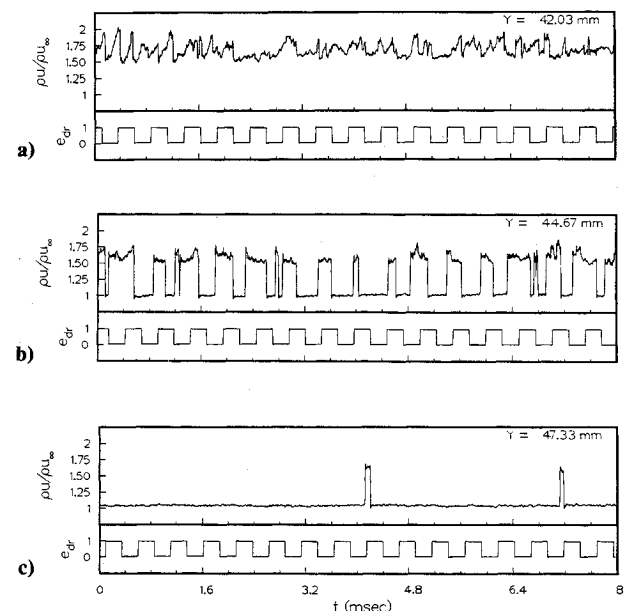 Y = 42.03 mm
2
1.75
1.50
1.25
1
ρu/ρu∞
a)
1
0
e_dr
Y = 44.67 mm
2
1.75
1.50
1.25
1
ρu/ρu∞
b)
1
0
e_dr
Y = 47.33 mm
2
1.75
1.50
1.25
1
ρu/ρu∞
c)
1
0
e_dr
0 1.6 3.2 4.8 6.4 8
t (msec)